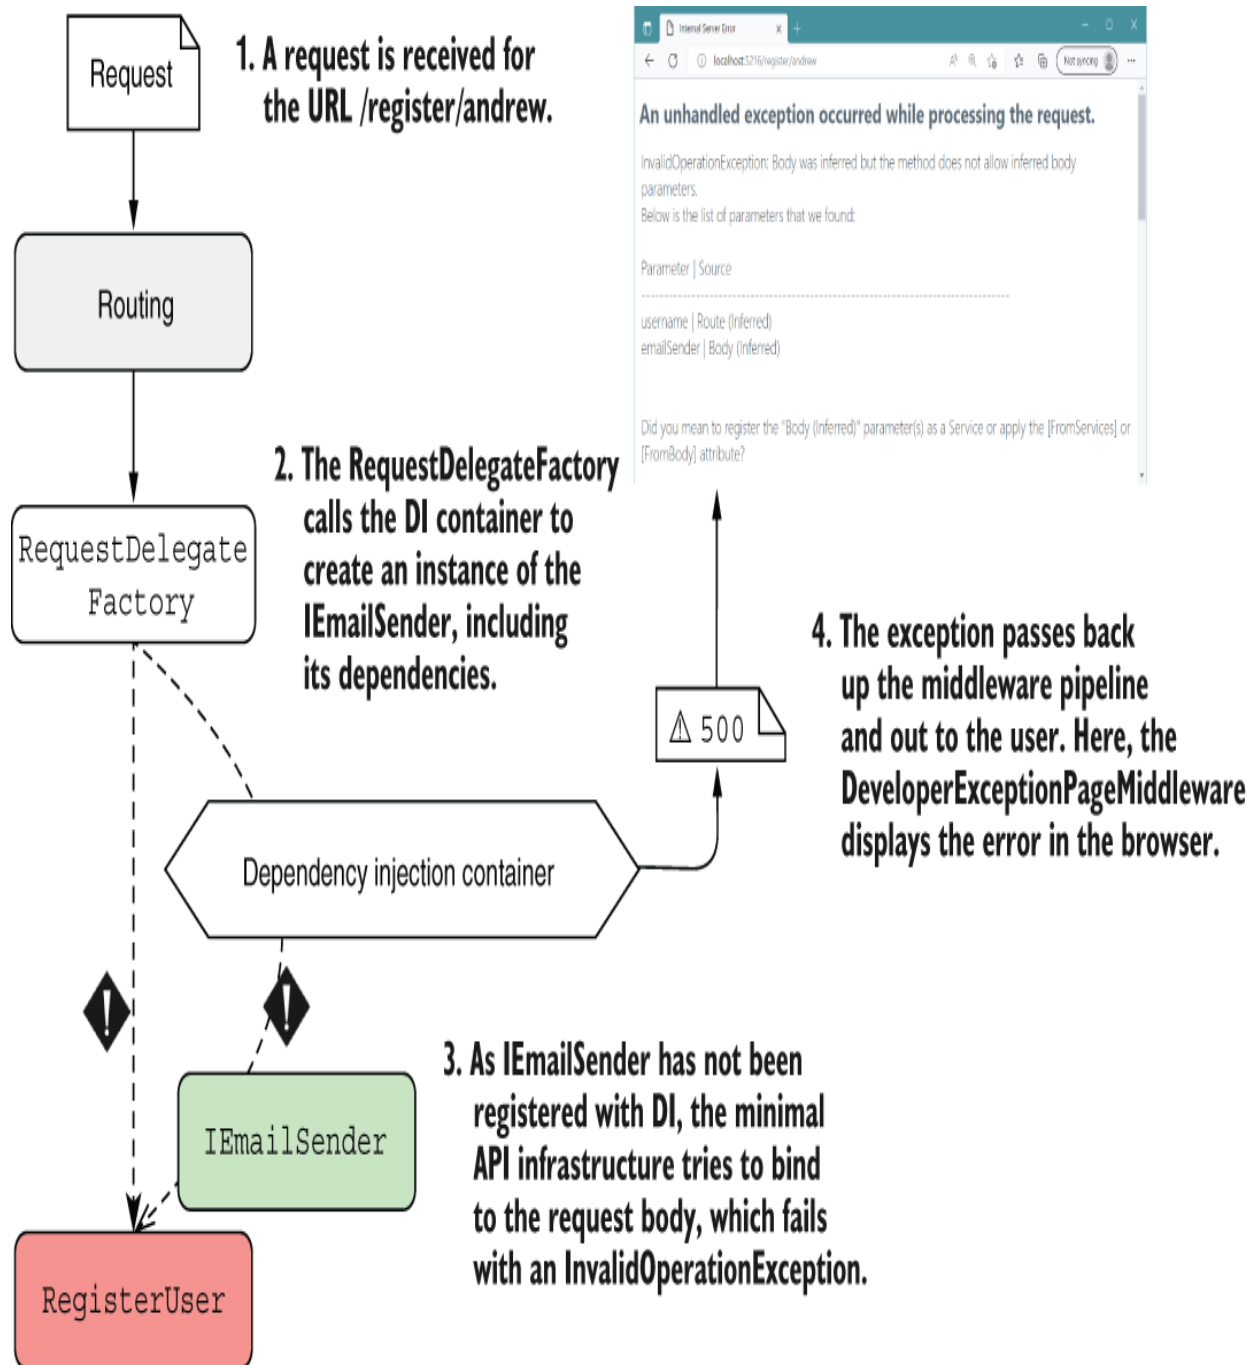 Request
1. A request is received for
the URL /register/andrew.
Internal Server Error
localhost:5216/register/andrew
Not syncing
An unhandled exception occurred while processing the request.
InvalidOperationException: Body was inferred but the method does not allow inferred body
parameters.
Below is the list of parameters that we found:
Parameter | Source
---------------------------------------------------------------------------------
username | Route (Inferred)
emailSender | Body (Inferred)
Did you mean to register the "Body (Inferred)" parameter(s) as a Service or apply the [FromServices] or
[FromBody] attribute?
Routing
2. The RequestDelegateFactory
calls the DI container to
create an instance of the
IEmailSender, including
its dependencies.
RequestDelegate
Factory
500
4. The exception passes back
up the middleware pipeline
and out to the user. Here, the
DeveloperExceptionPageMiddleware
displays the error in the browser.
Dependency injection container
3. As IEmailSender has not been
registered with DI, the minimal
API infrastructure tries to bind
to the request body, which fails
with an InvalidOperationException.
IEmailSender
RegisterUser